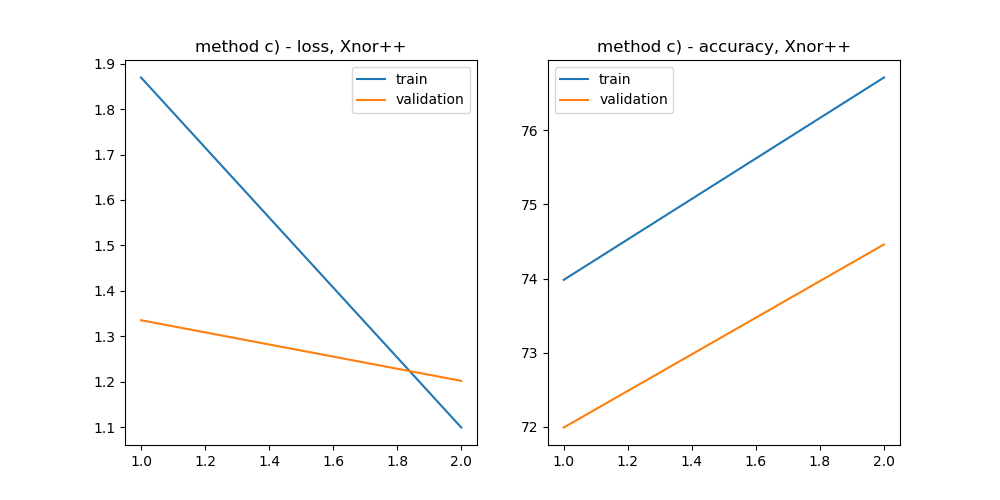 method c) - loss, Xnor++
train
validation
1.9
1.8
1.7
1.6
1.5
1.4
1.3
1.2
1.1
1.0 1.2 1.4 1.6 1.8 2.0
method c) - accuracy, Xnor++
train
validation
76
75
74
73
72
1.0 1.2 1.4 1.6 1.8 2.0